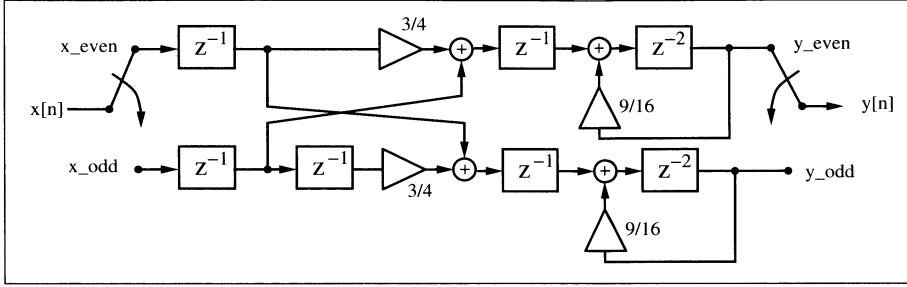 3/4
x_even
z⁻¹
+
z⁻¹
+
z⁻²
y_even
x[n]
9/16
y[n]
x_odd
z⁻¹
z⁻¹
3/4
+
z⁻¹
+
z⁻²
y_odd
9/16